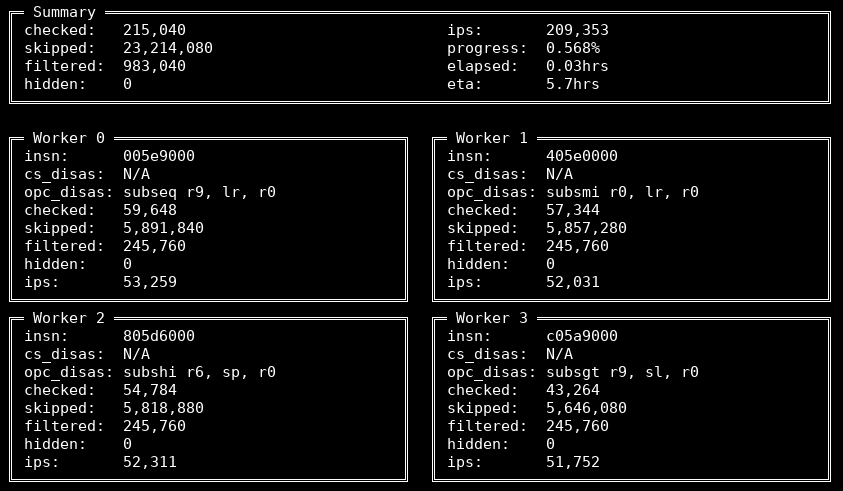 Summary
checked: 215,040 ips: 209,353
skipped: 23,214,080 progress: 0.568%
filtered: 983,040 elapsed: 0.03hrs
hidden: 0 eta: 5.7hrs
Worker 0
insn: 005e9000
cs_disas: N/A
opc_disas: subseq r9, lr, r0
checked: 59,648
skipped: 5,891,840
filtered: 245,760
hidden: 0
ips: 53,259
Worker 1
insn: 405e0000
cs_disas: N/A
opc_disas: subsmi r0, lr, r0
checked: 57,344
skipped: 5,857,280
filtered: 245,760
hidden: 0
ips: 52,031
Worker 2
insn: 805d6000
cs_disas: N/A
opc_disas: subshi r6, sp, r0
checked: 54,784
skipped: 5,818,880
filtered: 245,760
hidden: 0
ips: 52,311
Worker 3
insn: c05a9000
cs_disas: N/A
opc_disas: subsgt r9, sl, r0
checked: 43,264
skipped: 5,646,080
filtered: 245,760
hidden: 0
ips: 51,752